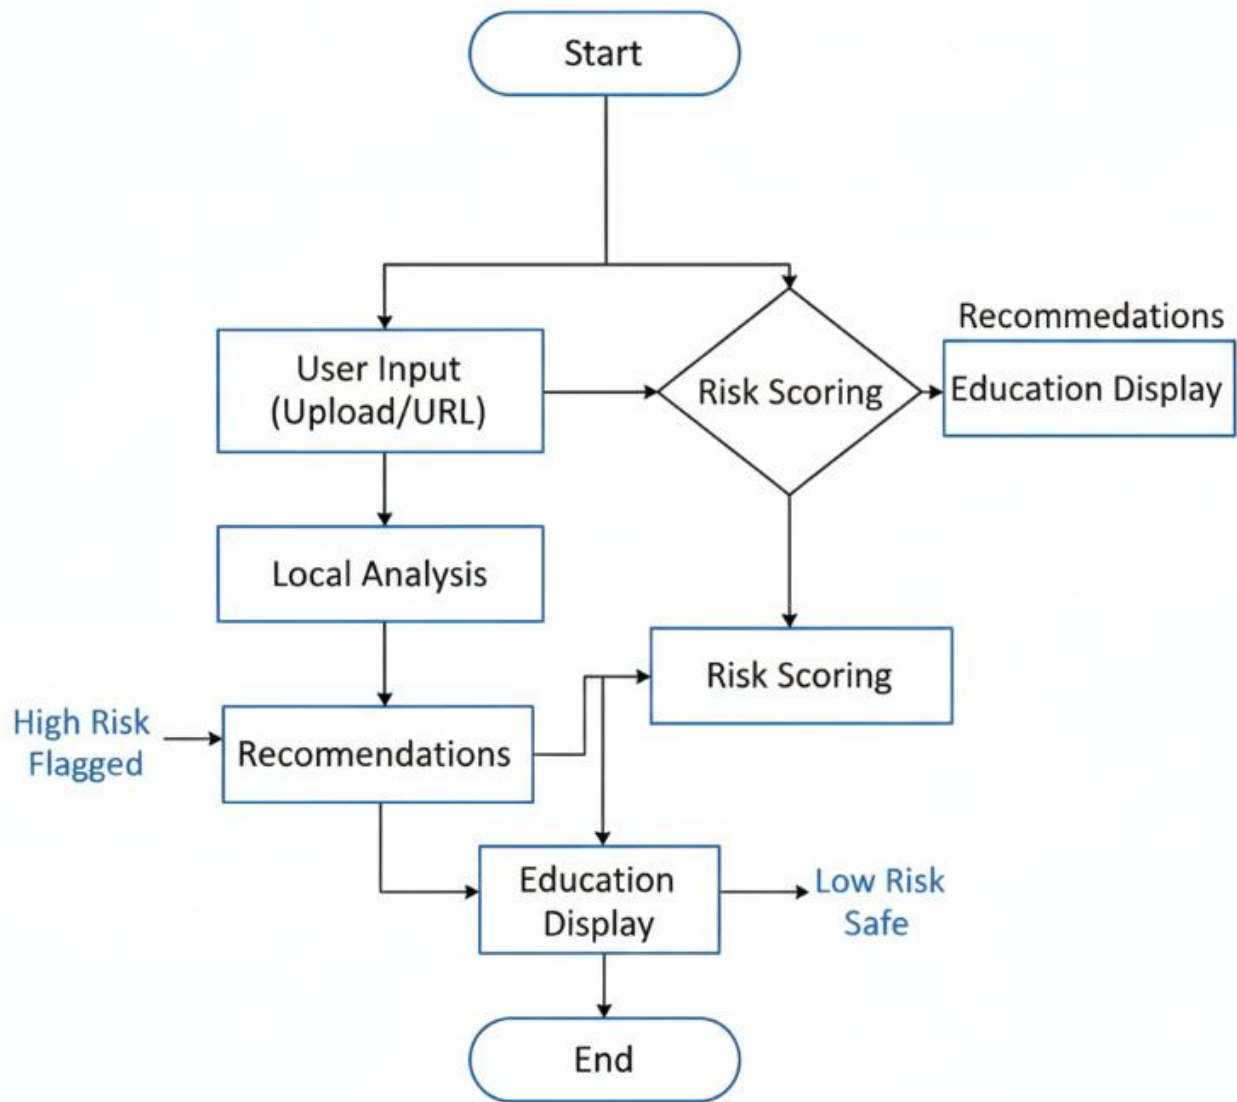 Start
User Input
(Upload/URL)
Risk Scoring
Recommedations
Education Display
Local Analysis
Risk Scoring
High Risk
Flagged
Recomendations
Education
Display
Low Risk
Safe
End